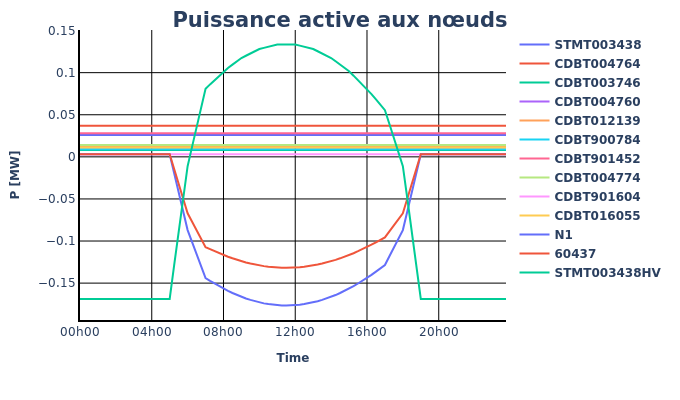 Puissance active aux nœuds
0.15
0.1
0.05
0
−0.05
−0.1
−0.15
P [MW]
00h00 04h00 08h00 12h00 16h00 20h00
Time
STMT003438
CDBT004764
CDBT003746
CDBT004760
CDBT012139
CDBT900784
CDBT901452
CDBT004774
CDBT901604
CDBT016055
N1
60437
STMT003438HV